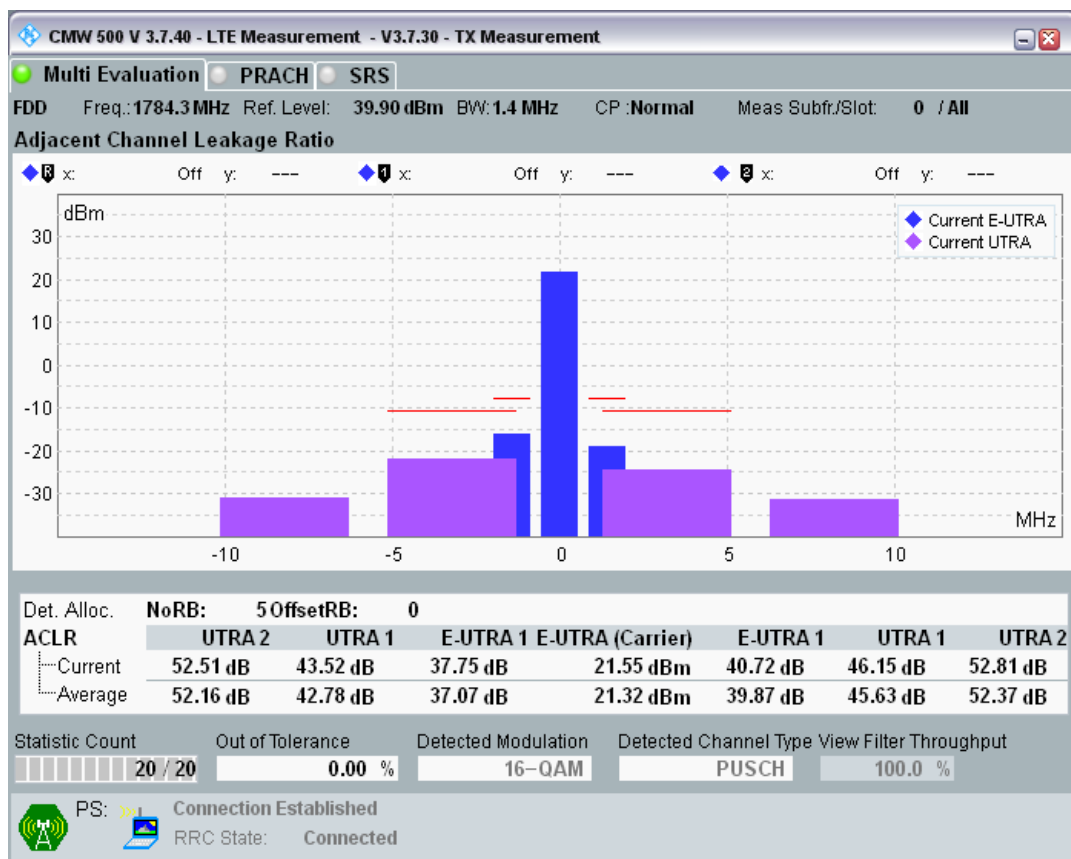 CMW 500 V 3.7.40 - LTE Measurement - V3.7.30 - TX Measurement
Multi Evaluation PRACH SRS
FDD Freq.: 1784.3 MHz Ref. Level: 39.90 dBm BW: 1.4 MHz CP :Normal Meas Subfr./Slot: 0 / All
Adjacent Channel Leakage Ratio
R x: Off y: --- 1 x: Off y: --- 2 x: Off y: ---
dBm
Current E-UTRA
Current UTRA
30
20
10
0
-10
-20
-30
MHz
-10 -5 0 5 10
Det. Alloc. NoRB: 5 OffsetRB: 0
ACLR UTRA 2 UTRA 1 E-UTRA 1 E-UTRA (Carrier) E-UTRA 1 UTRA 1 UTRA 2
Current 52.51 dB 43.52 dB 37.75 dB 21.55 dBm 40.72 dB 46.15 dB 52.81 dB
Average 52.16 dB 42.78 dB 37.07 dB 21.32 dBm 39.87 dB 45.63 dB 52.37 dB
Statistic Count Out of Tolerance Detected Modulation Detected Channel Type View Filter Throughput
20 / 20 0.00 % 16-QAM PUSCH 100.0 %
PS: Connection Established
RRC State: Connected